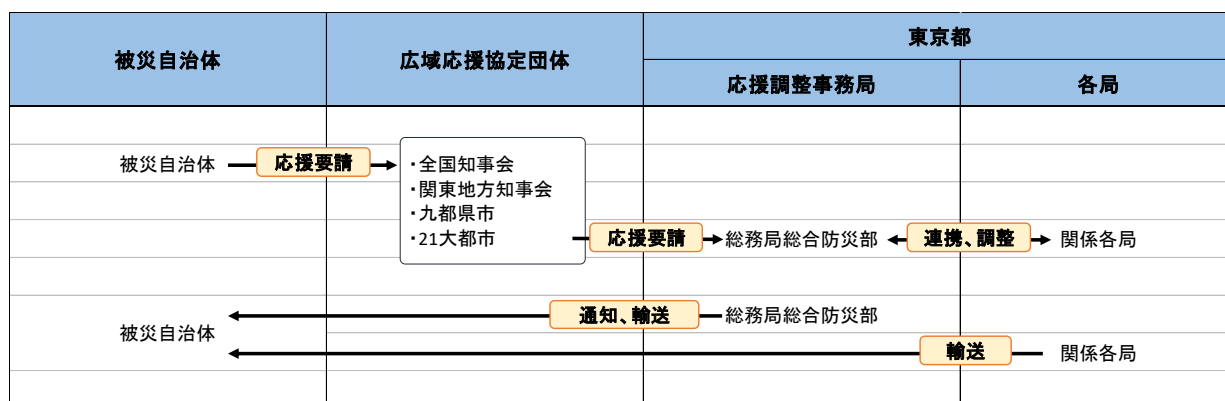 被災自治体
広域応援協定団体
東京都
応援調整事務局
各局
被災自治体
応援要請
・全国知事会
・関東地方知事会
・九都県市
・21大都市
応援要請
総務局総合防災部
連携、調整
関係各局
被災自治体
通知、輸送
総務局総合防災部
輸送
関係各局